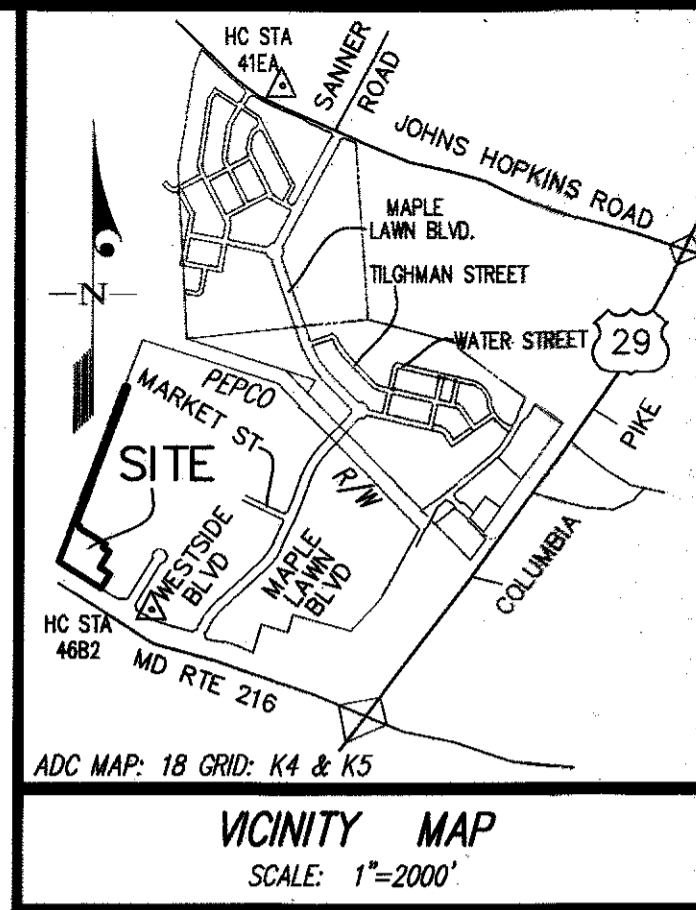 HC STA
41EA
SANNER
ROAD
JOHNS HOPKINS ROAD
MAPLE
LAWN BLVD.
TILGHMAN STREET
N
WATER STREET
29
PEPCO
MARKET ST
PIKE
SITE
R/W
WESTSIDE
BLVD
MAPLE
LAWN
BLVD
COLUMBIA
HC STA
46B2
MD RTE 216
ADC MAP: 18 GRID: K4 & K5
VICINITY MAP
SCALE: 1"=2000'